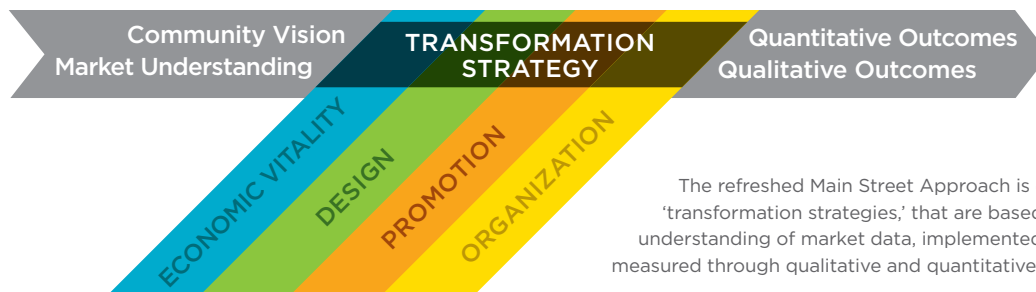 Community Vision
Market Understanding
TRANSFORMATION
STRATEGY
Quantitative Outcomes
Qualitative Outcomes
ECONOMIC VITALITY
DESIGN
PROMOTION
ORGANIZATION
The refreshed Main Street Approach is
‘transformation strategies,’ that are based
understanding of market data, implemented
measured through qualitative and quantitative